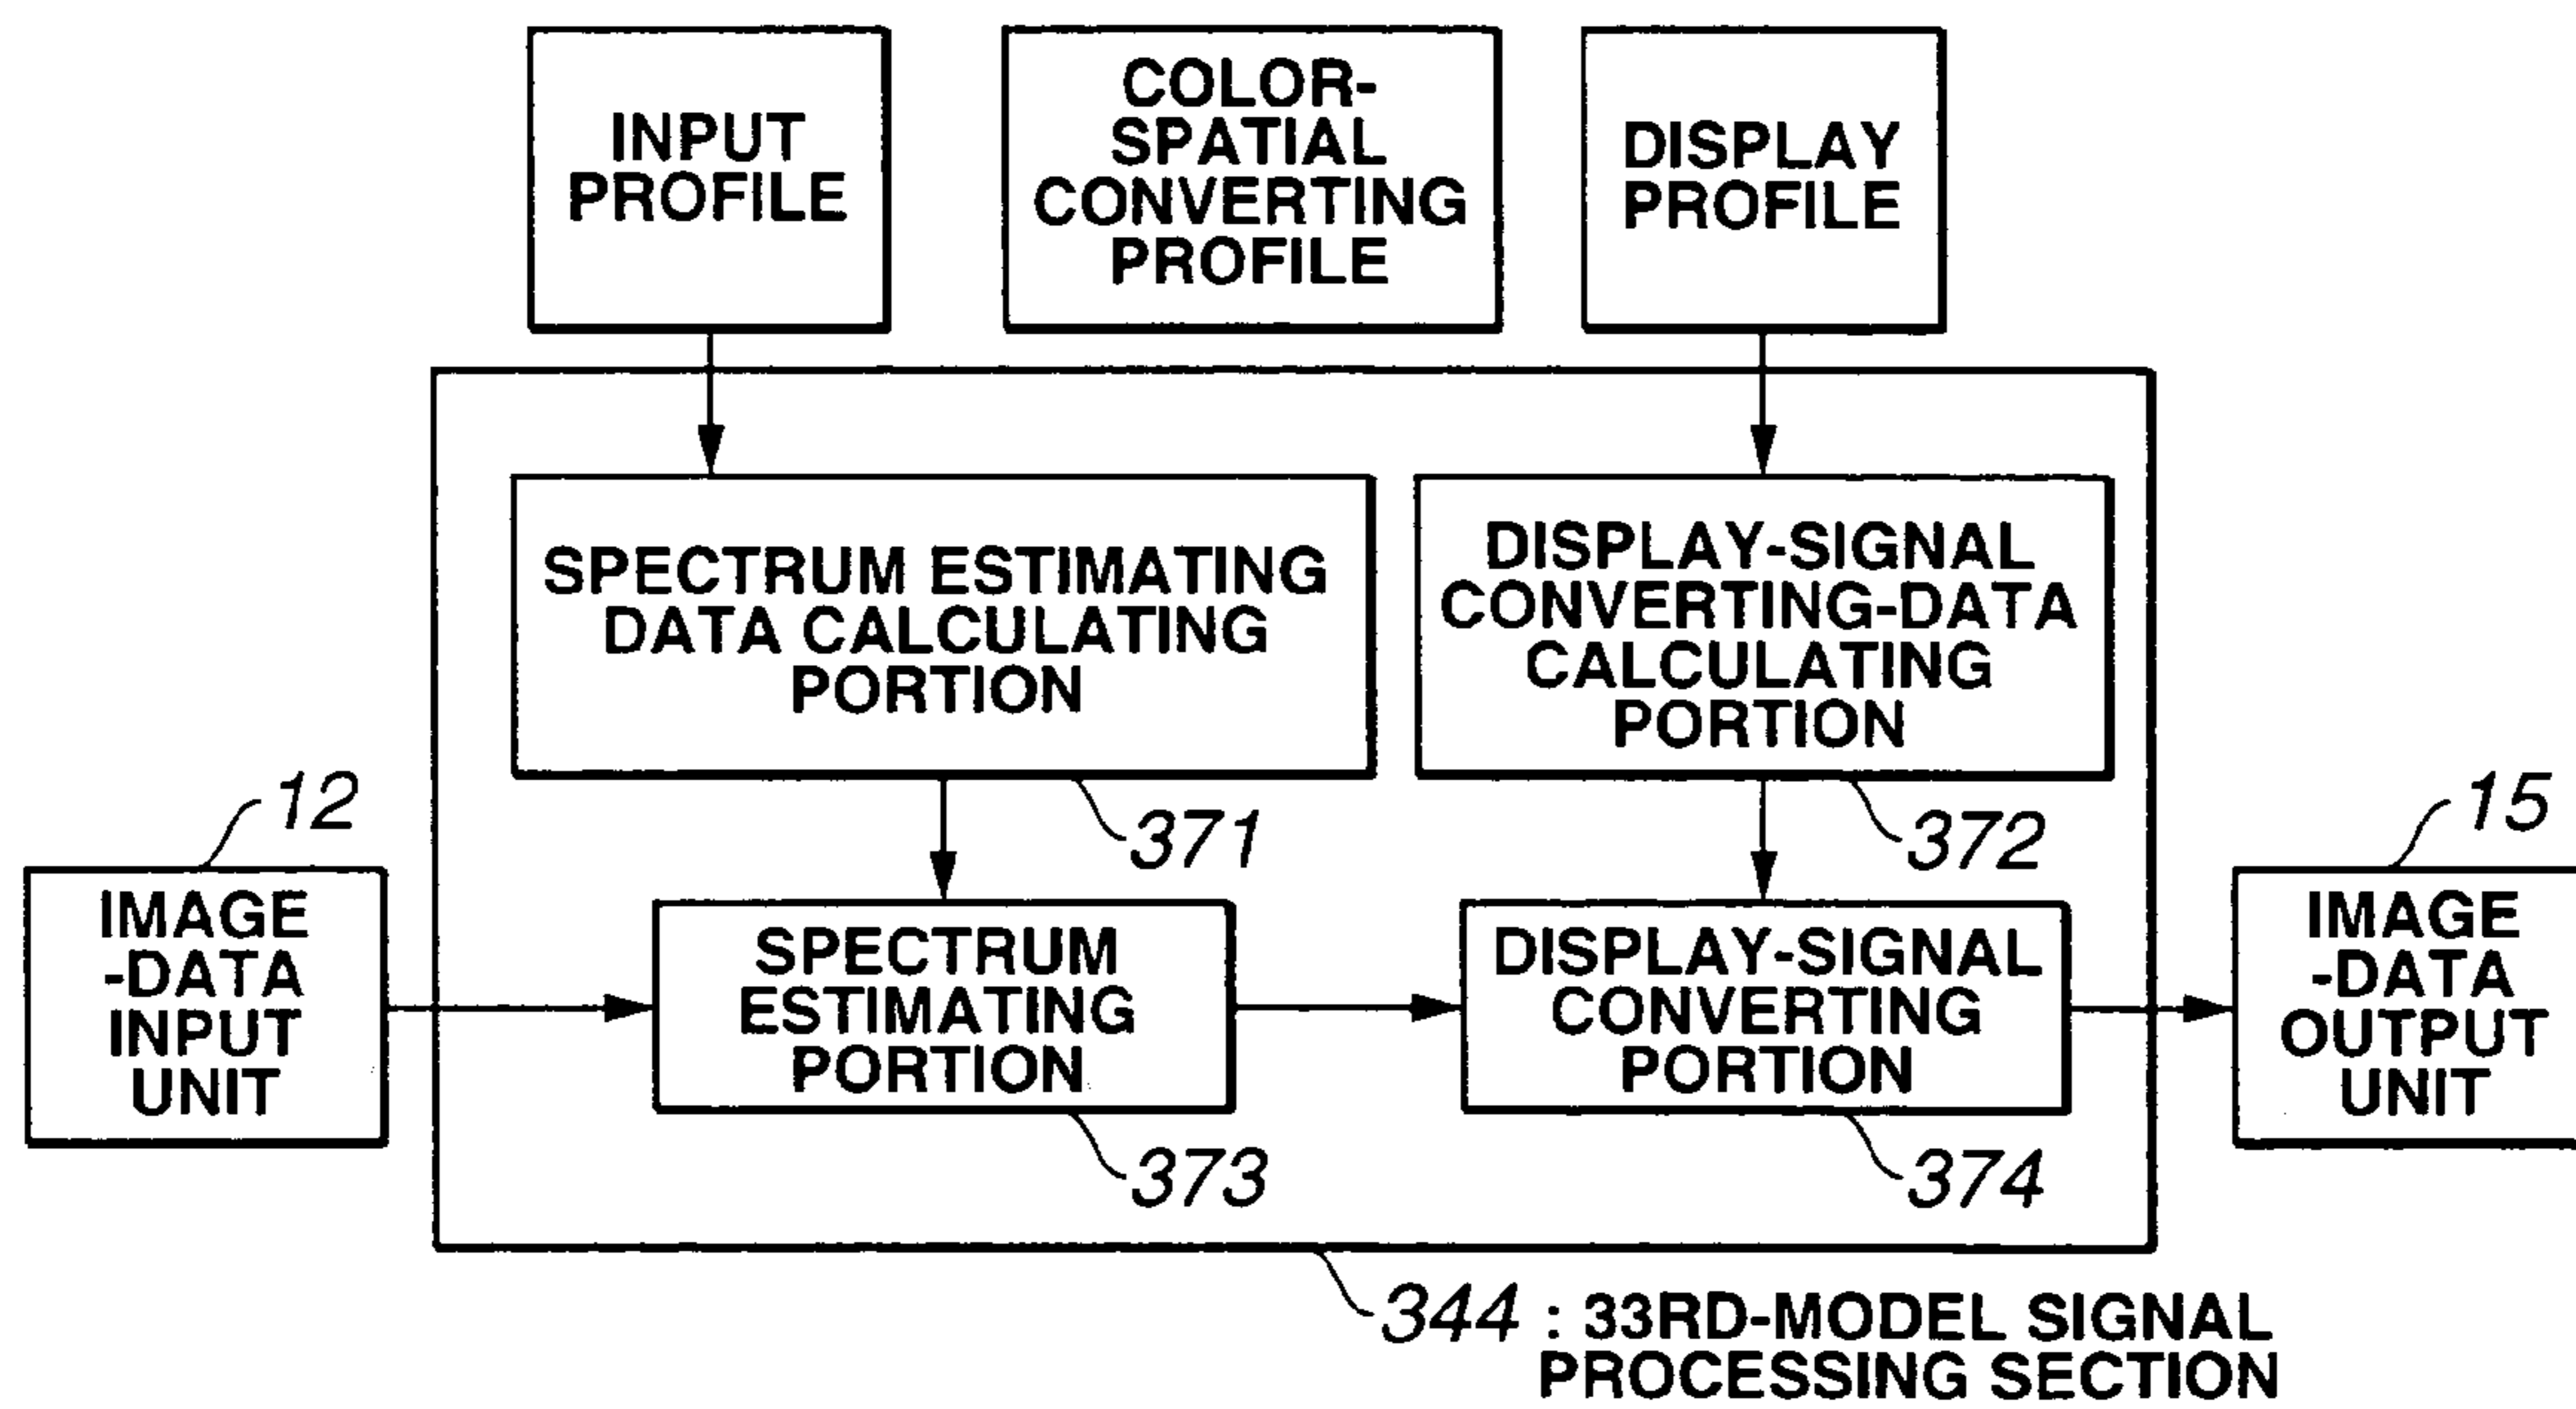 INPUT
PROFILE
COLOR-
SPATIAL
CONVERTING
PROFILE
DISPLAY
PROFILE
SPECTRUM ESTIMATING
DATA CALCULATING
PORTION
371
DISPLAY-SIGNAL
CONVERTING-DATA
CALCULATING
PORTION
372
12
IMAGE
-DATA
INPUT
UNIT
SPECTRUM
ESTIMATING
PORTION
373
DISPLAY-SIGNAL
CONVERTING
PORTION
374
15
IMAGE
-DATA
OUTPUT
UNIT
344 : 33RD-MODEL SIGNAL
PROCESSING SECTION